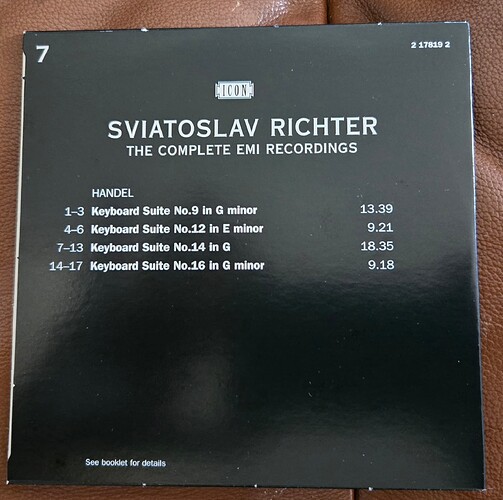 7
2 17819 2
ICON
SVIATOSLAV RICHTER
THE COMPLETE EMI RECORDINGS
HANDEL
1–3 Keyboard Suite No.9 in G minor 13.39
4–6 Keyboard Suite No.12 in E minor 9.21
7–13 Keyboard Suite No.14 in G 18.35
14–17 Keyboard Suite No.16 in G minor 9.18
See booklet for details